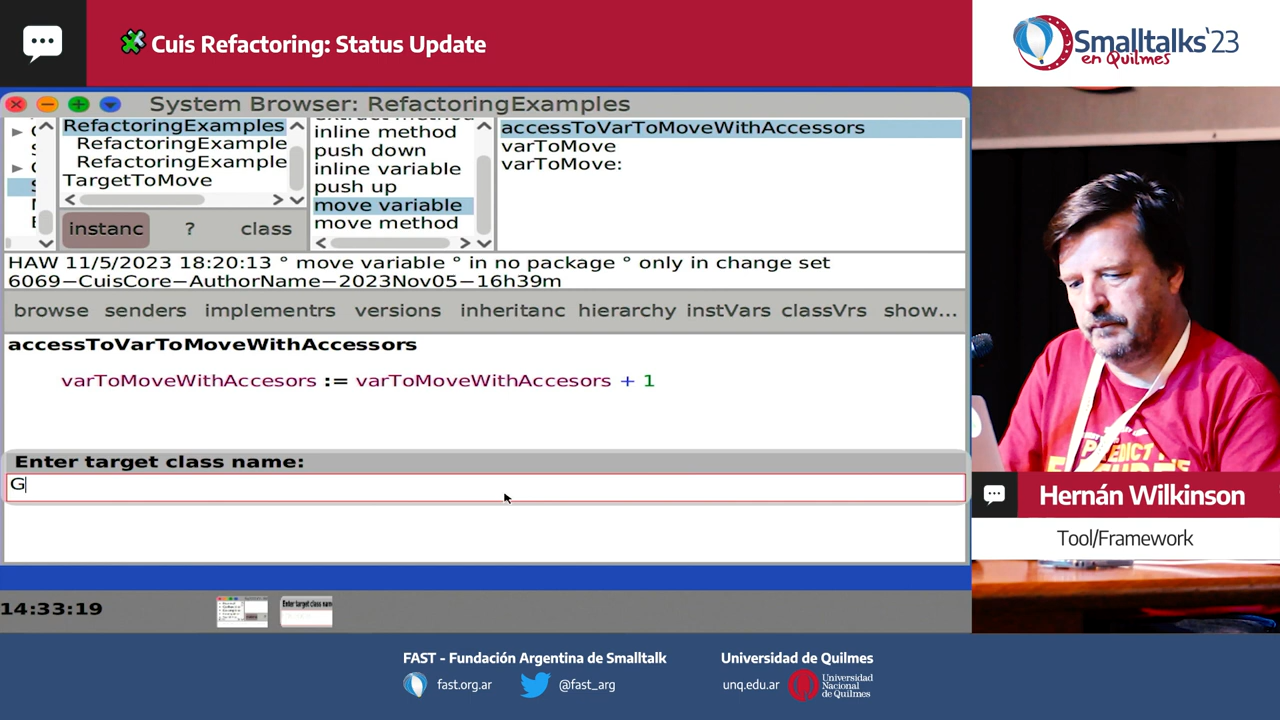 Cuis Refactoring: Status Update
Smalltalks'23
en Quilmes
System Browser: RefactoringExamples
RefactoringExamples
RefactoringExample
RefactoringExample
TargetToMove
instanc
?
class
inline method
push down
inline variable
push up
move variable
move method
accessToVarToMoveWithAccessors
varToMove
varToMove:
HAW 11/5/2023 18:20:13 ° move variable ° in no package ° only in change set
6069-CuisCore-AuthorName-2023Nov05-16h39m
browse senders implementrs versions inheritanc hierarchy instVars classVrs show...
accessToVarToMoveWithAccessors
varToMoveWithAccesors := varToMoveWithAccesors + 1
Enter target class name:
G
14:33:19
Enter target class nam
Hernán Wilkinson
Tool/Framework
FAST - Fundación Argentina de Smalltalk
fast.org.ar
@fast_arg
Universidad de Quilmes
unq.edu.ar
Universidad
Nacional
de Quilmes